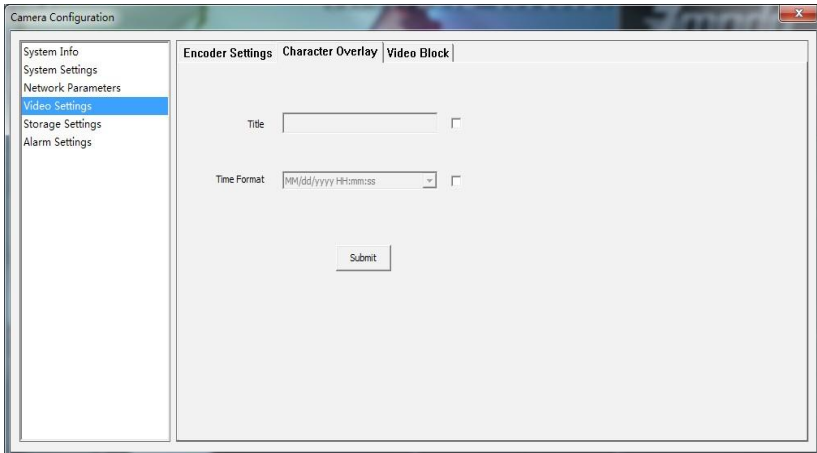 Camera Configuration
System Info
System Settings
Network Parameters
Video Settings
Storage Settings
Alarm Settings
Encoder Settings
Character Overlay
Video Block
Title
Time Format
MM/dd/yyyy HH:mm:ss
Submit